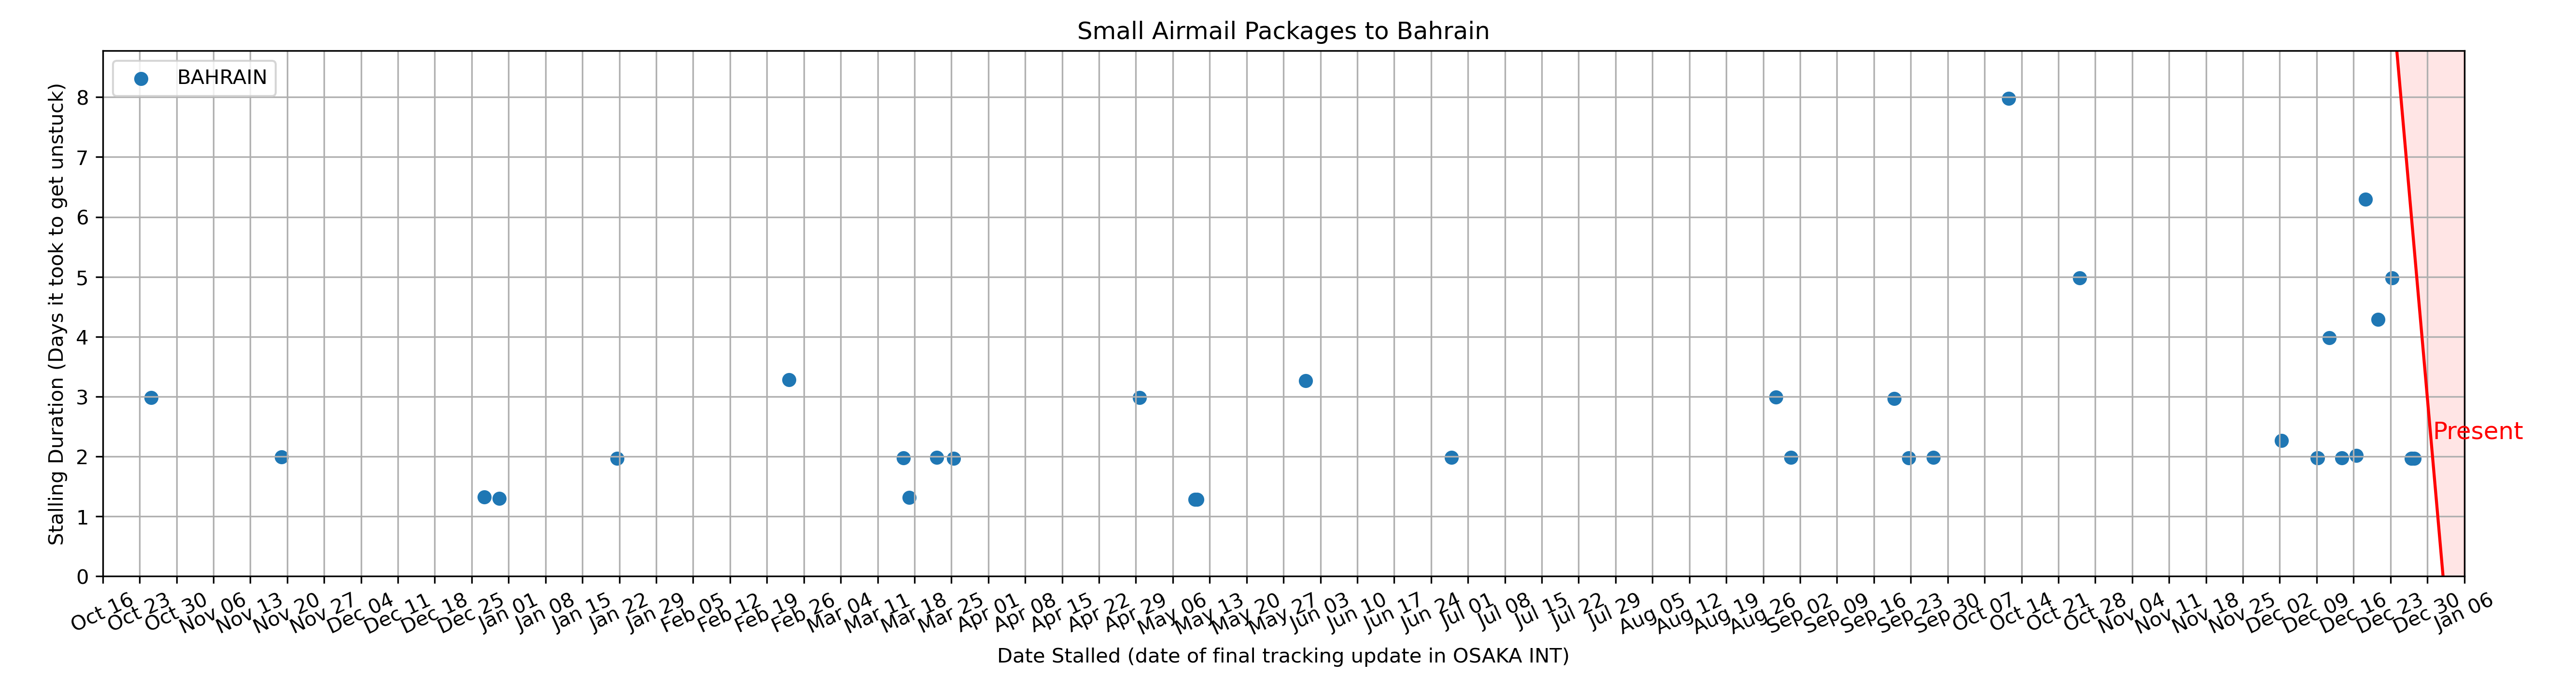 Small Airmail Packages to Bahrain
BAHRAIN
Stalling Duration (Days it took to get unstuck)
8
7
6
5
4
3
2
1
0
Present
Oct 16
Oct 23
Oct 30
Nov 06
Nov 13
Nov 20
Nov 27
Dec 04
Dec 11
Dec 18
Dec 25
Jan 01
Jan 08
Jan 15
Jan 22
Jan 29
Feb 05
Feb 12
Feb 19
Feb 26
Mar 04
Mar 11
Mar 18
Mar 25
Apr 01
Apr 08
Apr 15
Apr 22
Apr 29
May 06
May 13
May 20
May 27
Jun 03
Jun 10
Jun 17
Jun 24
Jul 01
Jul 08
Jul 15
Jul 22
Jul 29
Aug 05
Aug 12
Aug 19
Aug 26
Sep 02
Sep 09
Sep 16
Sep 23
Sep 30
Oct 07
Oct 14
Oct 21
Oct 28
Nov 04
Nov 11
Nov 18
Nov 25
Dec 02
Dec 09
Dec 16
Dec 23
Dec 30
Jan 06
Date Stalled (date of final tracking update in OSAKA INT)